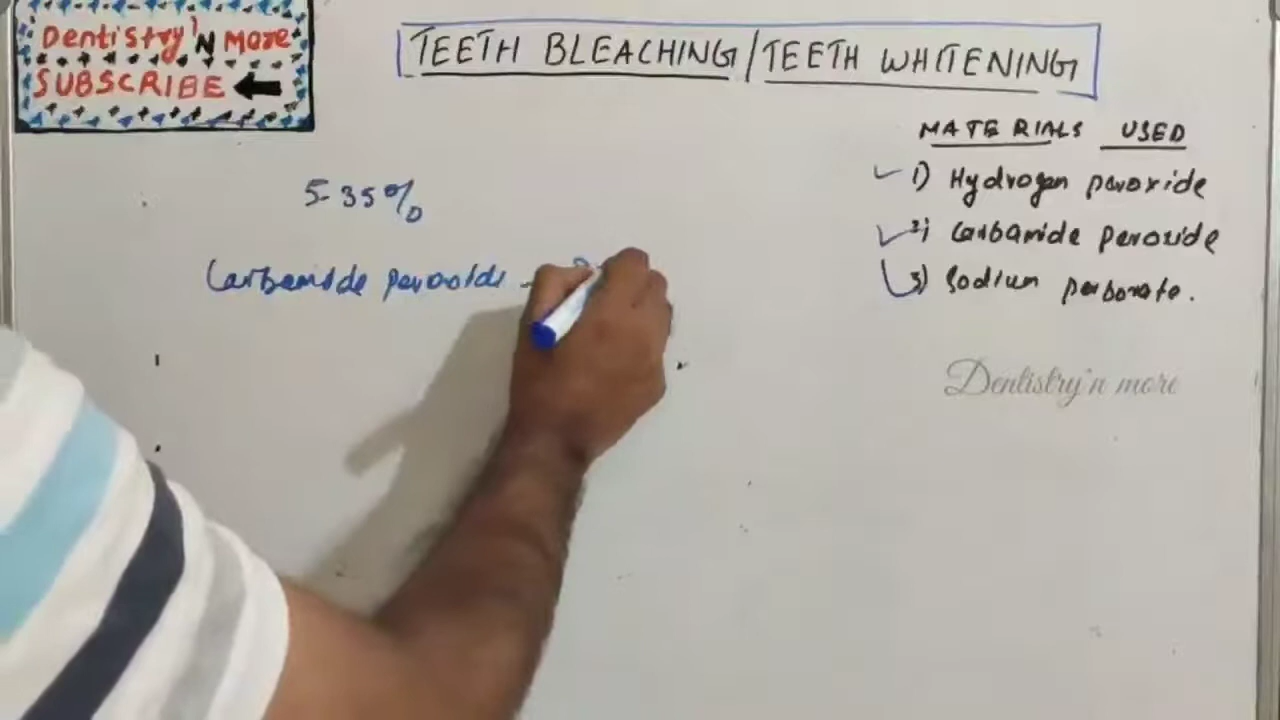 Dentistry'N More
SUBSCRIBE
TEETH BLEACHING/TEETH WHITENING
MATERIALS USED
1) Hydrogen peroxide
2) Carbamide peroxide
3) Sodium perborate.
5-35%
Carbamide peroxide -
Dentistry'n more